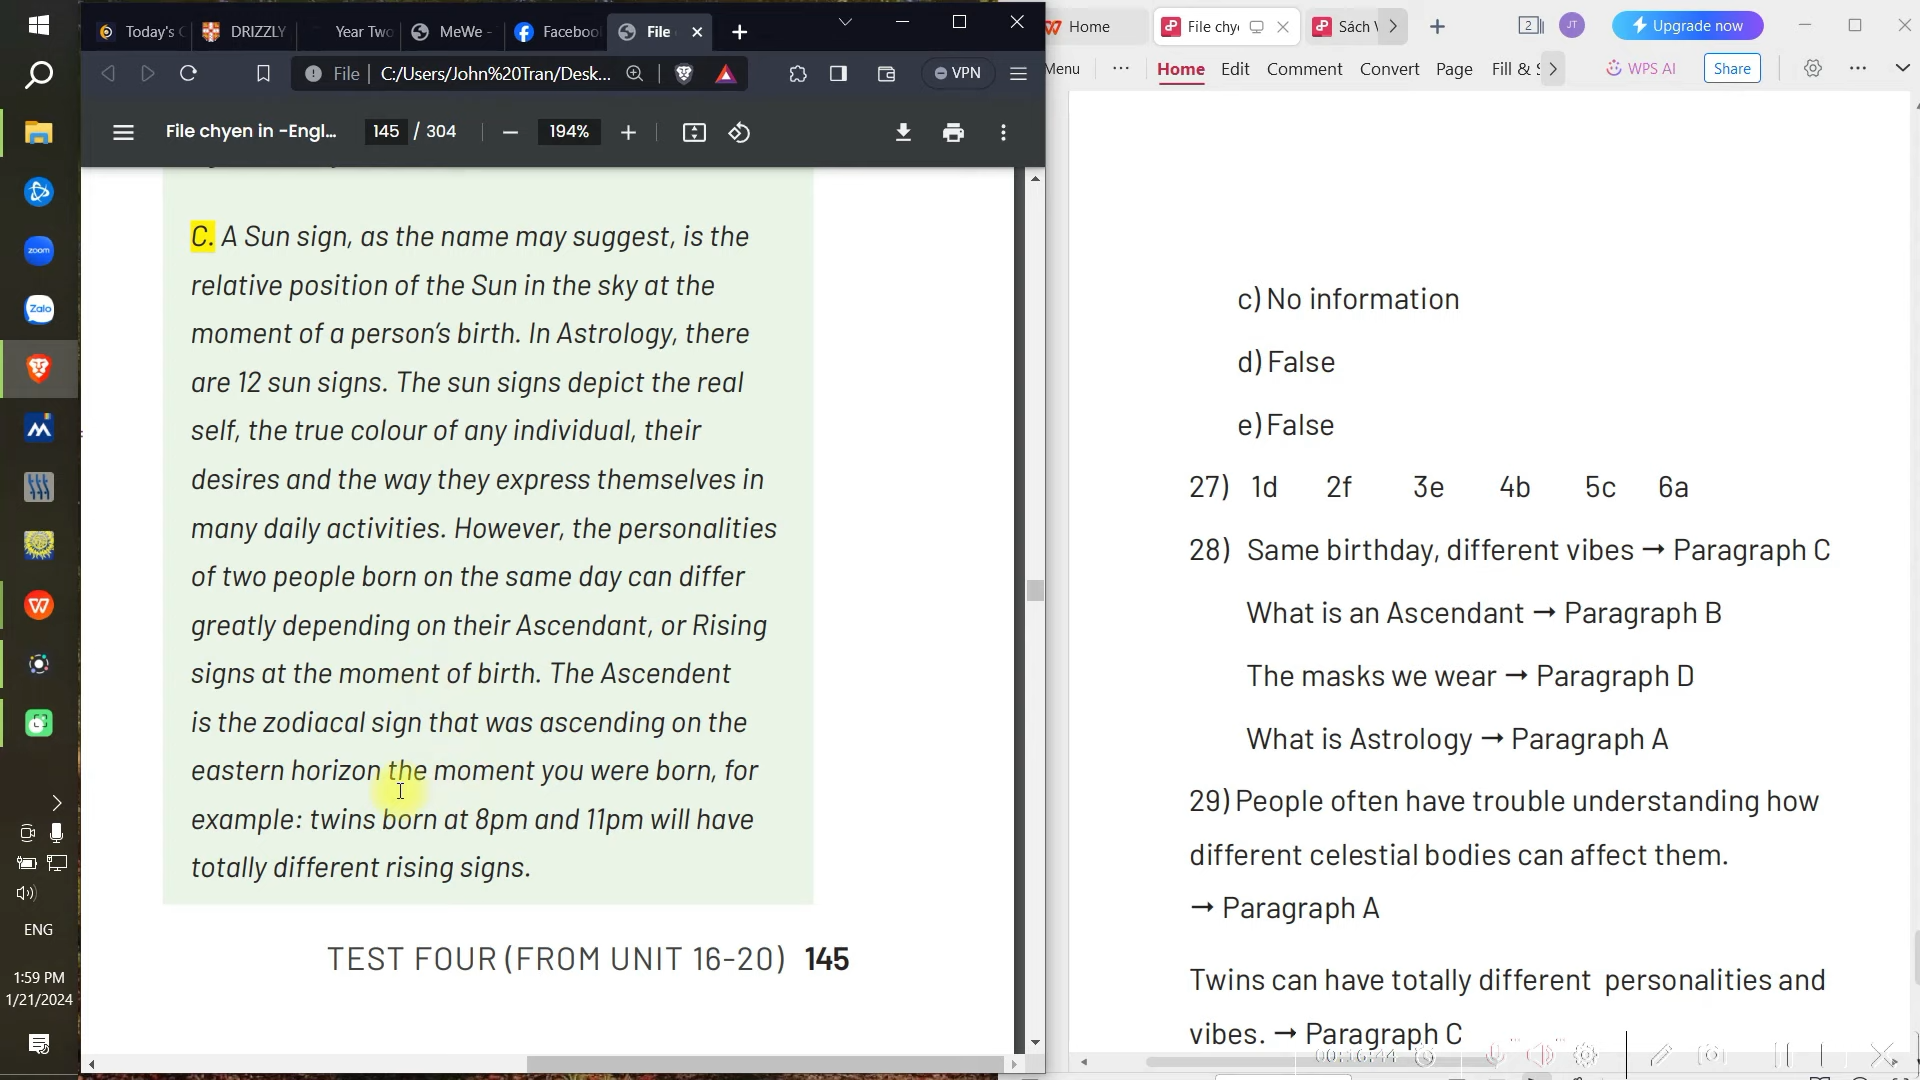 Today's
DRIZZLY
Year Two
MeWe -
Faceboo
File
File C:/Users/John%20Tran/Desk...
VPN
File chyen in -Engl...
145 / 304
194%
C. A Sun sign, as the name may suggest, is the
relative position of the Sun in the sky at the
moment of a person's birth. In Astrology, there
are 12 sun signs. The sun signs depict the real
self, the true colour of any individual, their
desires and the way they express themselves in
many daily activities. However, the personalities
of two people born on the same day can differ
greatly depending on their Ascendant, or Rising
signs at the moment of birth. The Ascendent
is the zodiacal sign that was ascending on the
eastern horizon the moment you were born, for
example: twins born at 8pm and 11pm will have
totally different rising signs.
TEST FOUR (FROM UNIT 16-20) 145
zoom
Zalo
ENG
1:59 PM
1/21/2024
Home
File chy
Sách
2
JT
Upgrade now
Menu
Home Edit Comment Convert Page Fill &
WPS AI
Share
c) No information
d) False
e) False
27) 1d 2f 3e 4b 5c 6a
28) Same birthday, different vibes → Paragraph C
What is an Ascendant → Paragraph B
The masks we wear → Paragraph D
What is Astrology → Paragraph A
29) People often have trouble understanding how
different celestial bodies can affect them.
→ Paragraph A
Twins can have totally different personalities and
vibes. → Paragraph C
00:16:44